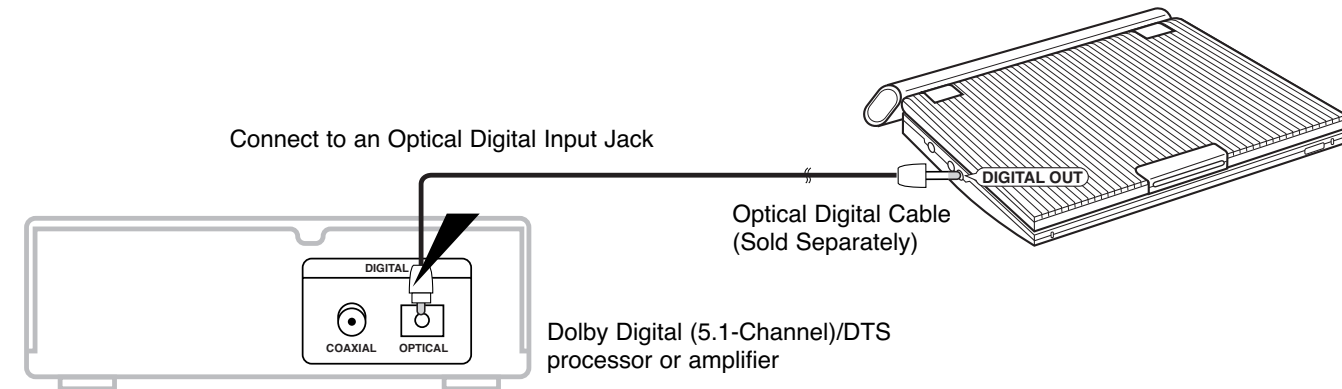 Connect to an Optical Digital Input Jack
DIGITAL OUT
Optical Digital Cable
(Sold Separately)
DIGITAL
COAXIAL
OPTICAL
Dolby Digital (5.1-Channel)/DTS
processor or amplifier